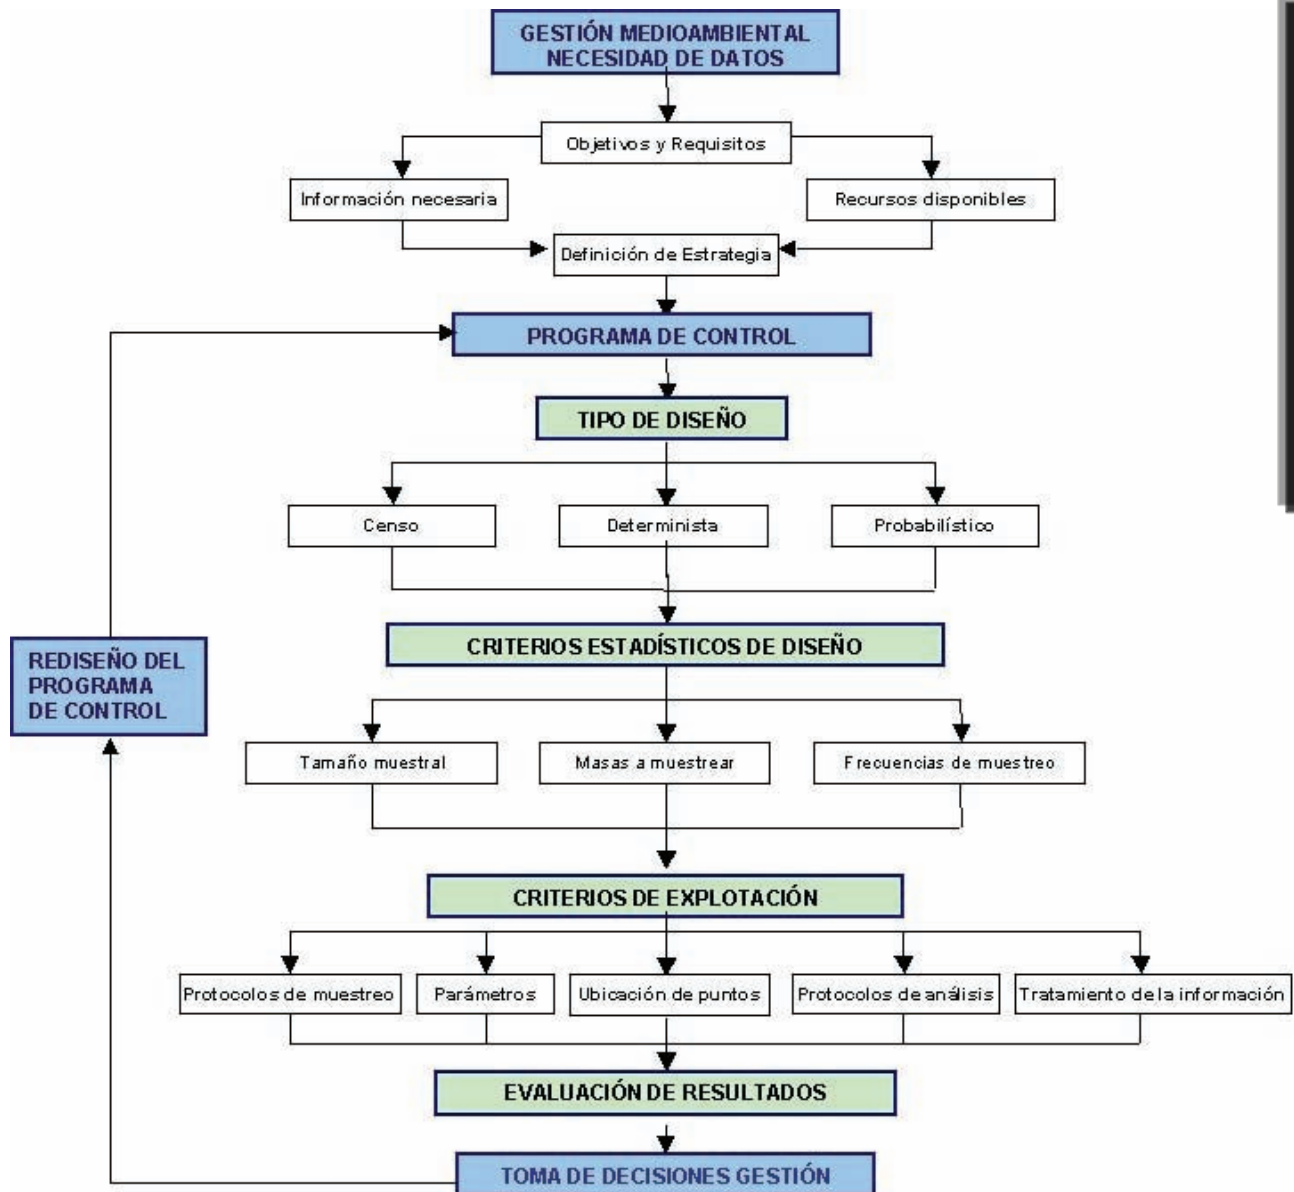 GESTIÓN MEDIOAMBIENTAL
NECESIDAD DE DATOS
Objetivos y Requisitos
Información necesaria
Recursos disponibles
Definición de Estrategia
PROGRAMA DE CONTROL
TIPO DE DISEÑO
Censo
Determinista
Probabilístico
CRITERIOS ESTADÍSTICOS DE DISEÑO
REDISEÑO DEL
PROGRAMA
DE CONTROL
Tamaño muestral
Masas a muestrear
Frecuencias de muestreo
CRITERIOS DE EXPLOTACIÓN
Protocolos de muestreo
Parámetros
Ubicación de puntos
Protocolos de análisis
Tratamiento de la información
EVALUACIÓN DE RESULTADOS
TOMA DE DECISIONES GESTIÓN